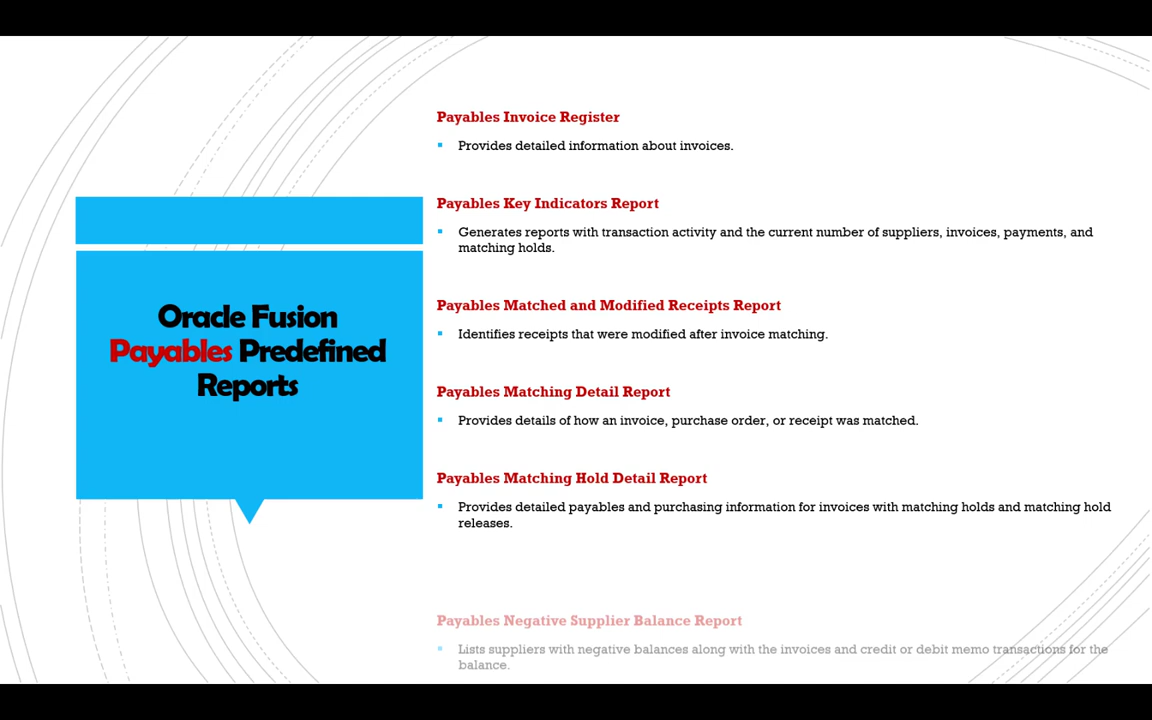 Oracle Fusion
Payables Predefined
Reports
Payables Invoice Register
Provides detailed information about invoices.
Payables Key Indicators Report
Generates reports with transaction activity and the current number of suppliers, invoices, payments, and
matching holds.
Payables Matched and Modified Receipts Report
Identifies receipts that were modified after invoice matching.
Payables Matching Detail Report
Provides details of how an invoice, purchase order, or receipt was matched.
Payables Matching Hold Detail Report
Provides detailed payables and purchasing information for invoices with matching holds and matching hold
releases.
Payables Negative Supplier Balance Report
Lists suppliers with negative balances along with the invoices and credit or debit memo transactions for the
balance.